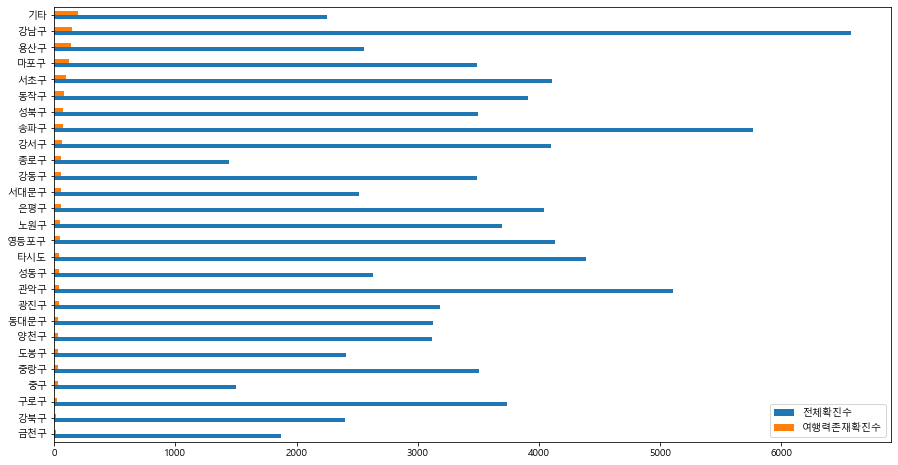 기타
강남구
용산구
마포구
서초구
동작구
성북구
송파구
강서구
종로구
강동구
서대문구
은평구
노원구
영등포구
타시도
성동구
관악구
광진구
동대문구
양천구
도봉구
중랑구
중구
구로구
강북구
금천구
전체확진수
여행력존재확진수
0 1000 2000 3000 4000 5000 6000